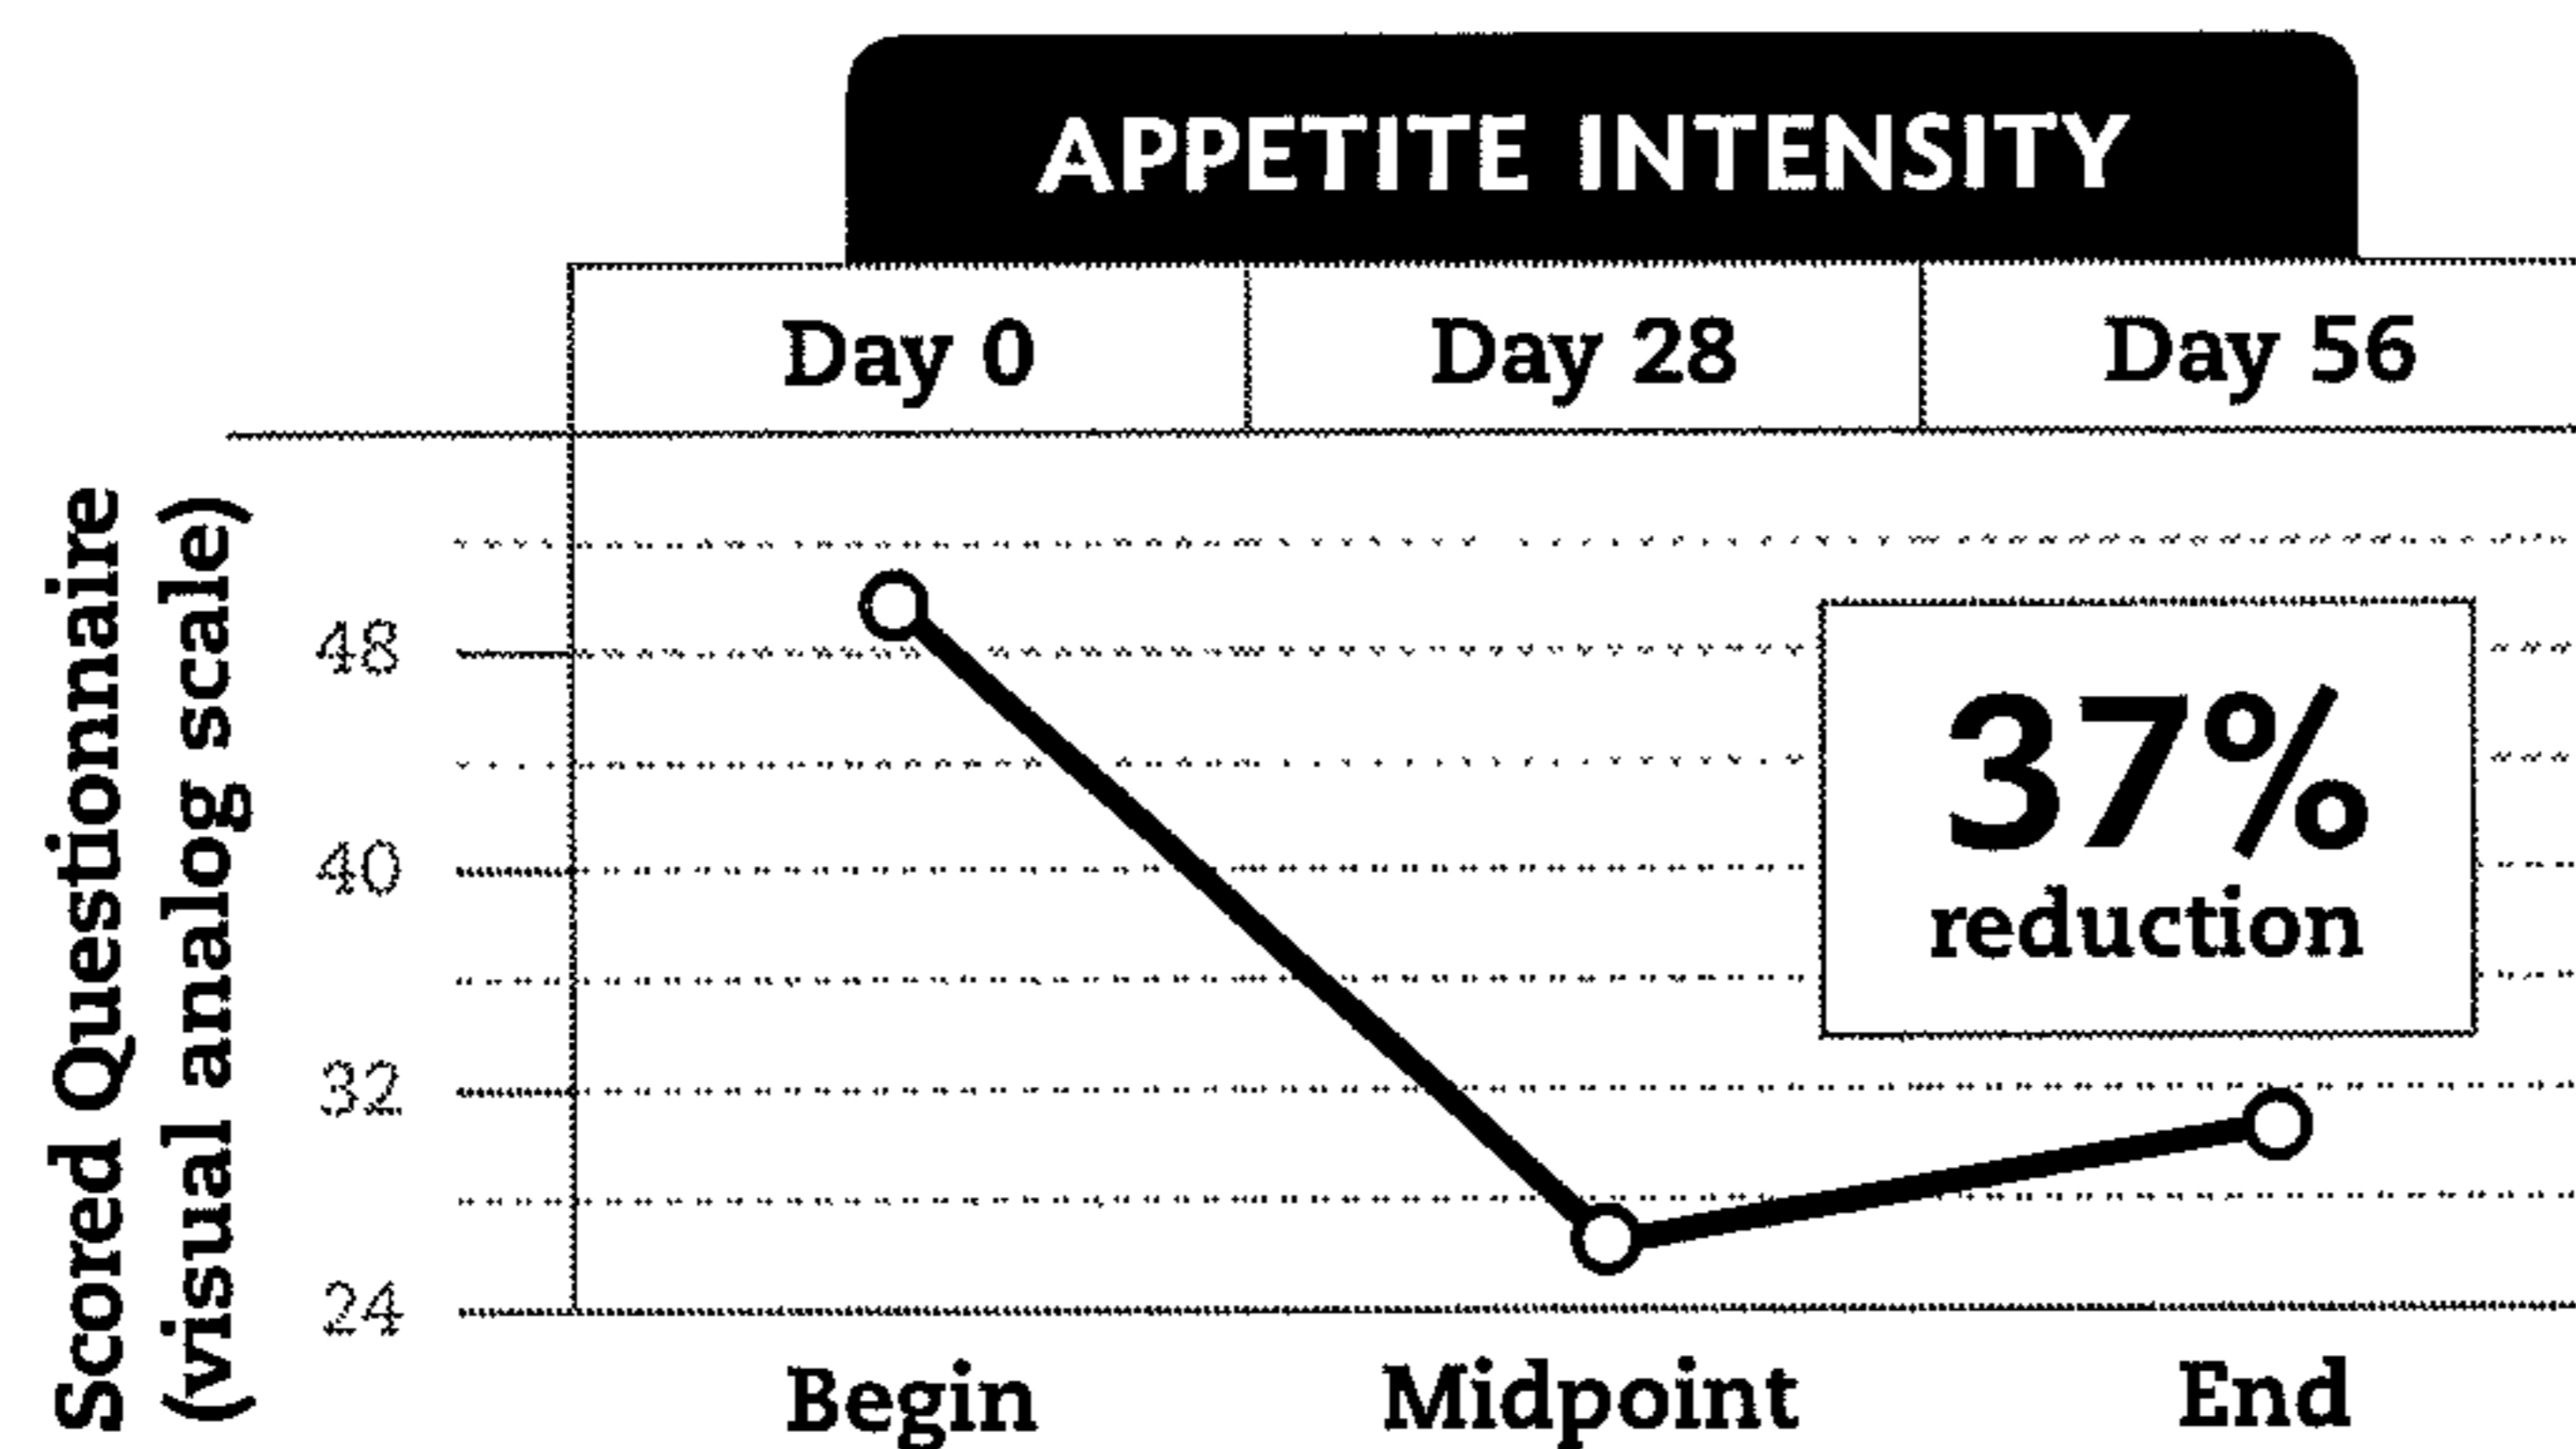 APPETITE INTENSITY
Day 0 Day 28 Day 56
Scored Questionnaire
(visual analog scale)
48
40
32
24
37%
reduction
Begin Midpoint End